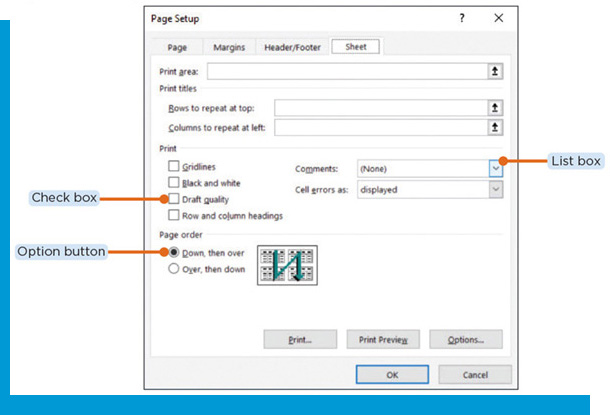 Page Setup ? ×
Page Margins Header/Footer Sheet
Print area:
Print titles
Rows to repeat at top:
Columns to repeat at left:
Print
Gridlines
Comments: (None)
List box
Black and white
Cell errors as: displayed
Check box
Draft quality
Row and column headings
Page order
Option button
Down, then over
Over, then down
Print... Print Preview Options...
OK Cancel